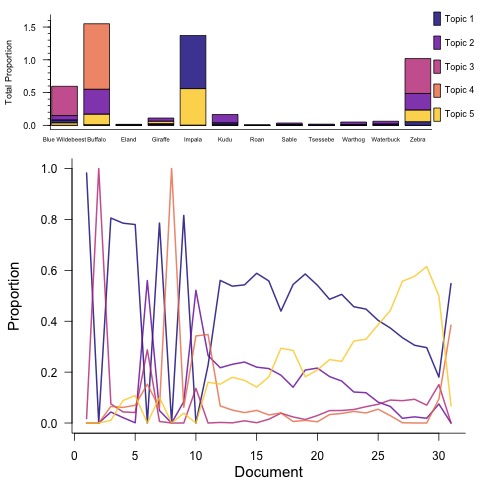 Total Proportion
1.5
1.0
0.5
0.0
Blue Wildebeest Buffalo Eland Giraffe Impala Kudu Roan Sable Tsessebe Warthog Waterbuck Zebra
Topic 1
Topic 2
Topic 3
Topic 4
Topic 5
Proportion
1.0
0.8
0.6
0.4
0.2
0.0
0 5 10 15 20 25 30
Document